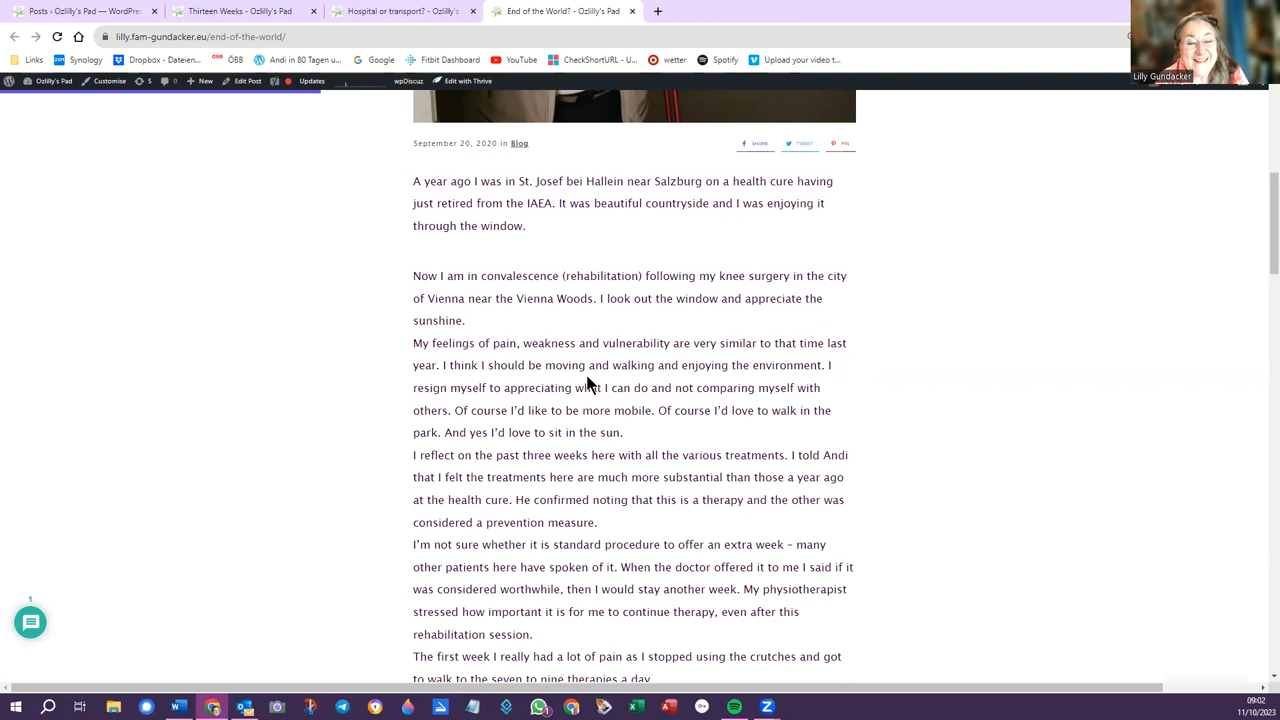 Posts ‹ Ozlilly's Pad — WordPre:
Thirteen Weeks - Ozlilly's Pad
Hospital or transport? - Ozlilly's
End of the World? - Ozlilly's Pad
lilly.fam-gundacker.eu/end-of-the-world/
Links
Synology
Dropbox - Dateien...
ÖBB
Andi in 80 Tagen u...
Google
Fitbit Dashboard
YouTube
CheckShortURL - U...
wetter
Spotify
Upload your video t...
Ozlilly's Pad
Customise
5
0
New
Edit Post
Updates
wpDiscuz
Edit with Thrive
Lilly Gundacker
September 20, 2020 in Blog
SHARE
TWEET
PIN
A year ago I was in St. Josef bei Hallein near Salzburg on a health cure having
just retired from the IAEA. It was beautiful countryside and I was enjoying it
through the window.
Now I am in convalescence (rehabilitation) following my knee surgery in the city
of Vienna near the Vienna Woods. I look out the window and appreciate the
sunshine.
My feelings of pain, weakness and vulnerability are very similar to that time last
year. I think I should be moving and walking and enjoying the environment. I
resign myself to appreciating what I can do and not comparing myself with
others. Of course I'd like to be more mobile. Of course I'd love to walk in the
park. And yes I'd love to sit in the sun.
I reflect on the past three weeks here with all the various treatments. I told Andi
that I felt the treatments here are much more substantial than those a year ago
at the health cure. He confirmed noting that this is a therapy and the other was
considered a prevention measure.
I'm not sure whether it is standard procedure to offer an extra week – many
other patients here have spoken of it. When the doctor offered it to me I said if it
was considered worthwhile, then I would stay another week. My physiotherapist
stressed how important it is for me to continue therapy, even after this
rehabilitation session.
The first week I really had a lot of pain as I stopped using the crutches and got
to walk to the seven to nine therapies a day.
1
09:02
11/10/2023